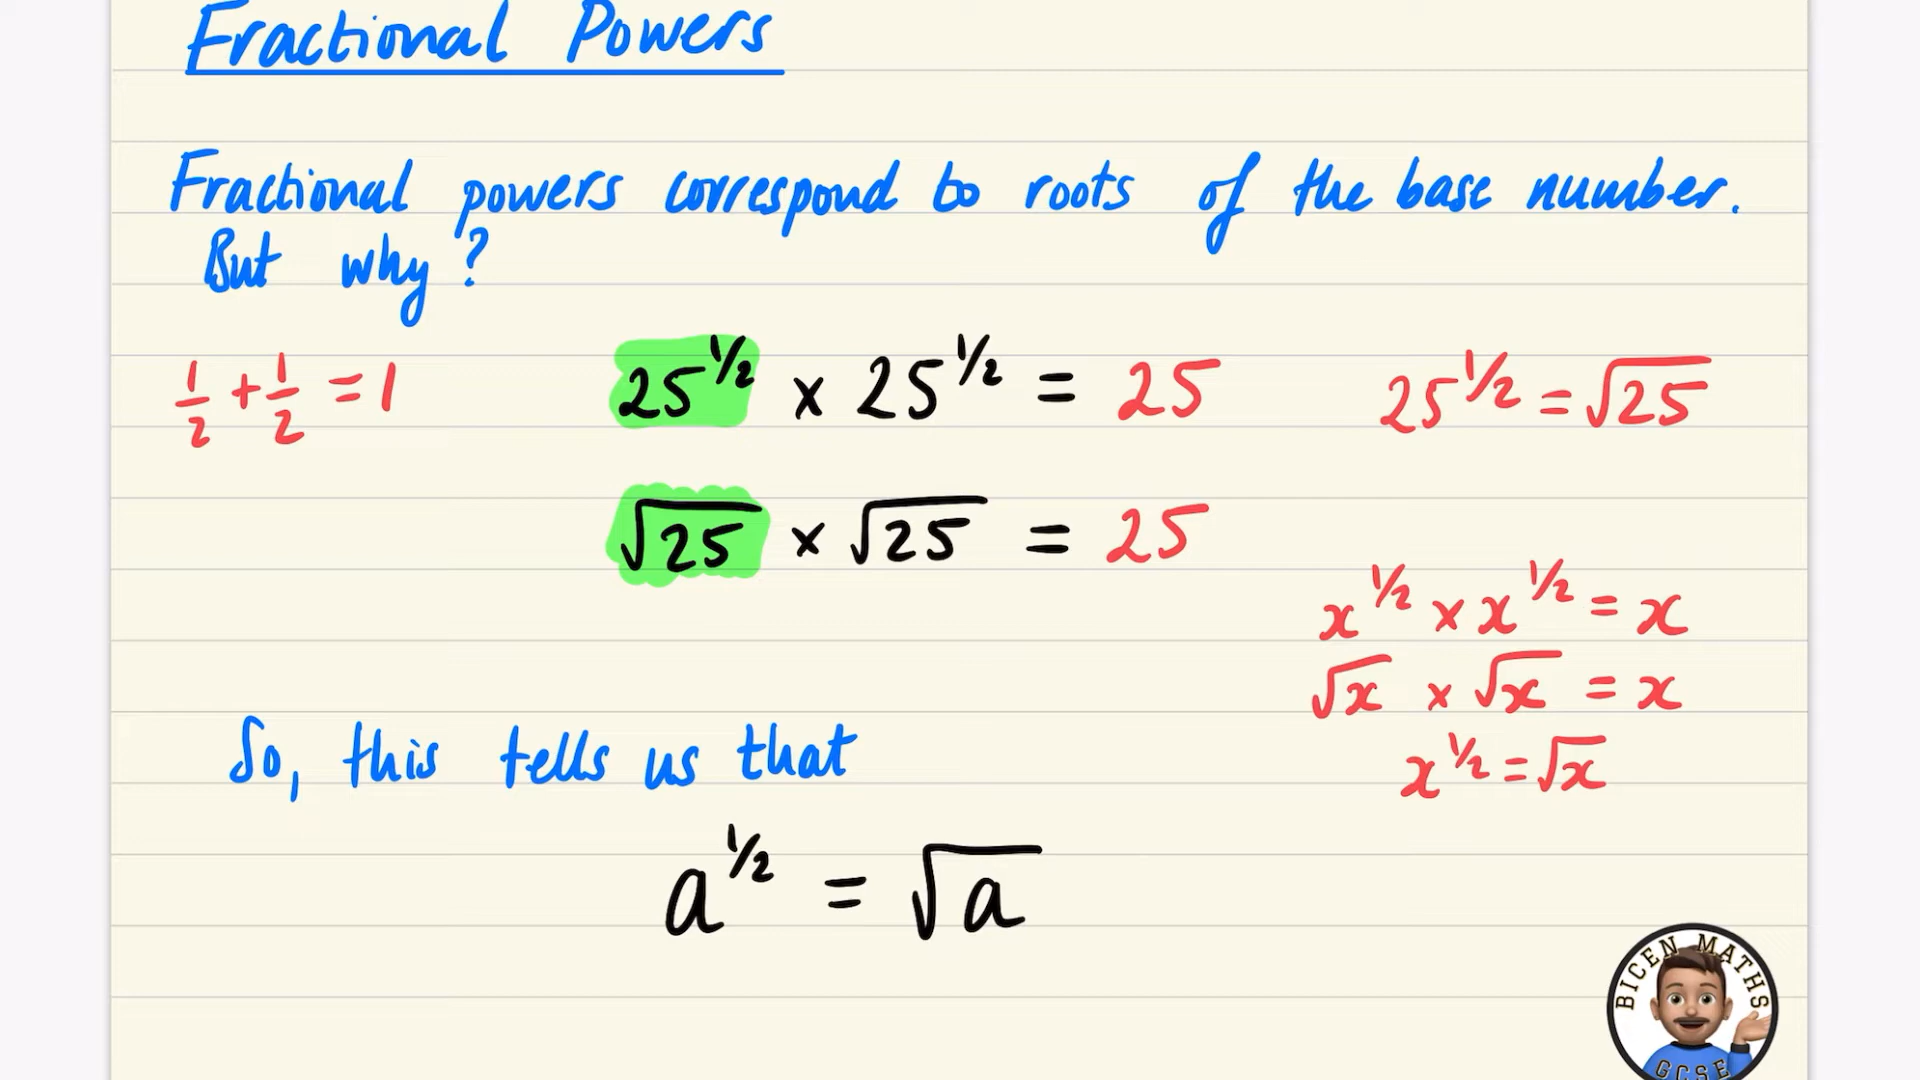 Fractional Powers
Fractional powers correspond to roots of the base number.
But why?
1/2 + 1/2 = 1
25^1/2 × 25^1/2 = 25
25^1/2 = √25
√25 × √25 = 25
x^1/2 × x^1/2 = x
√x × √x = x
x^1/2 = √x
So, this tells us that
a^1/2 = √a
BICEN MATHS
GCSE